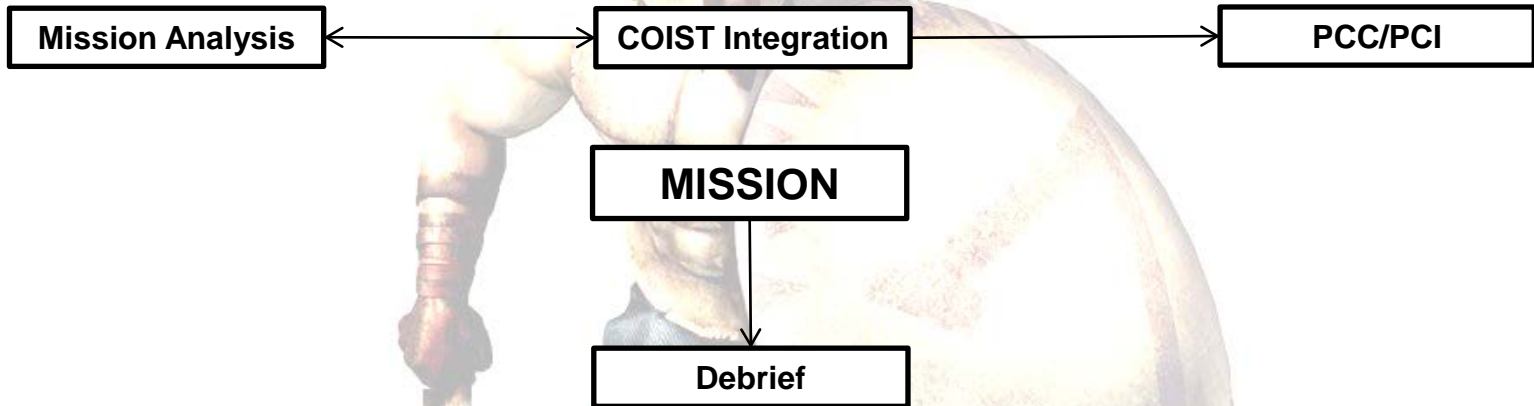 Mission Analysis
COIST Integration
PCC/PCI
MISSION
Debrief